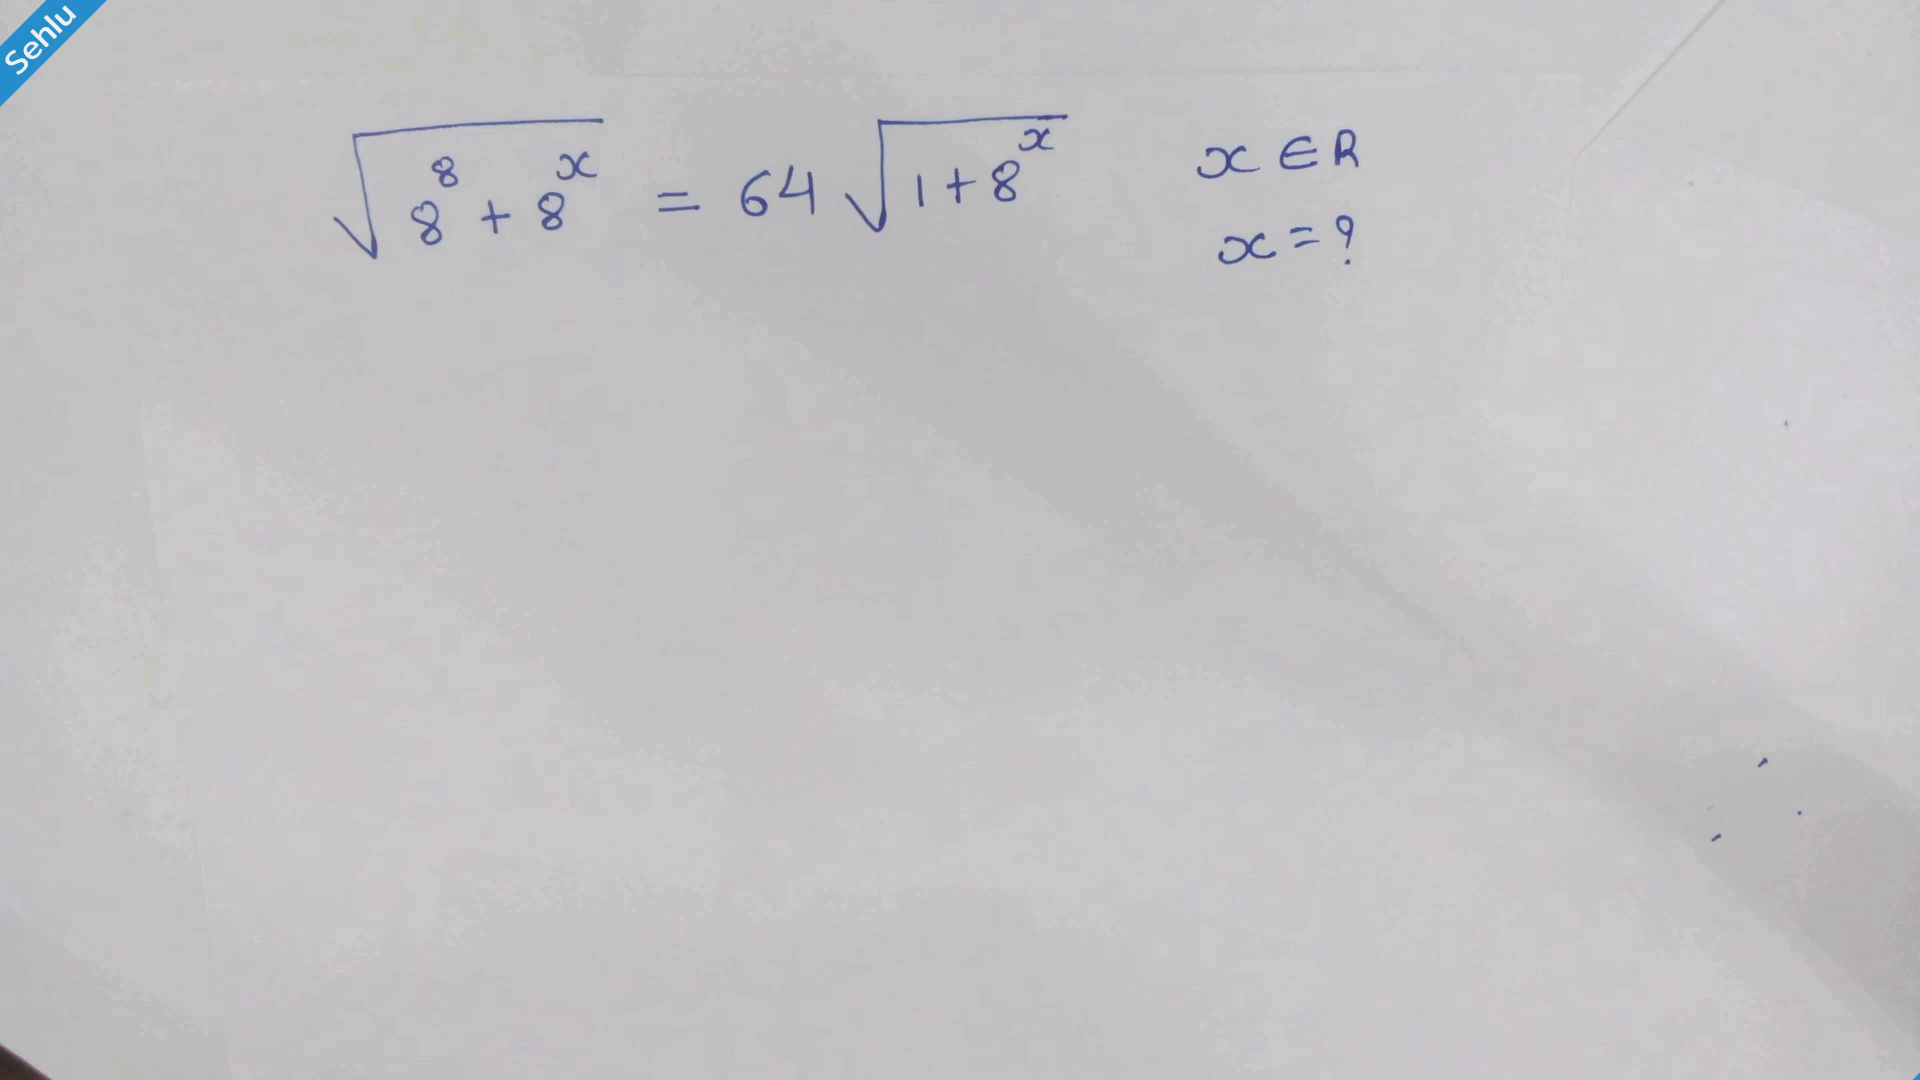 Sehlu
√(8^8 + 8^x) = 64 √(1 + 8^x) x ∈ R
x = ?